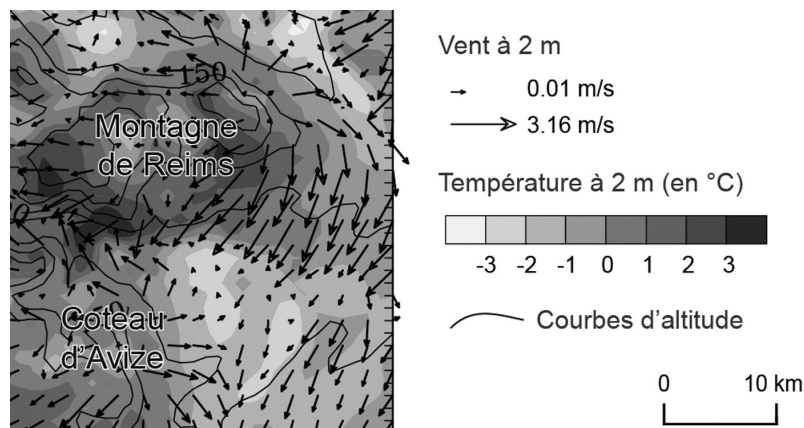 150
Montagne
de Reims
0
0
Coteau
d'Avize
Vent à 2 m
0.01 m/s
3.16 m/s
Température à 2 m (en °C)
-3 -2 -1 0 1 2 3
Courbes d'altitude
0 10 km